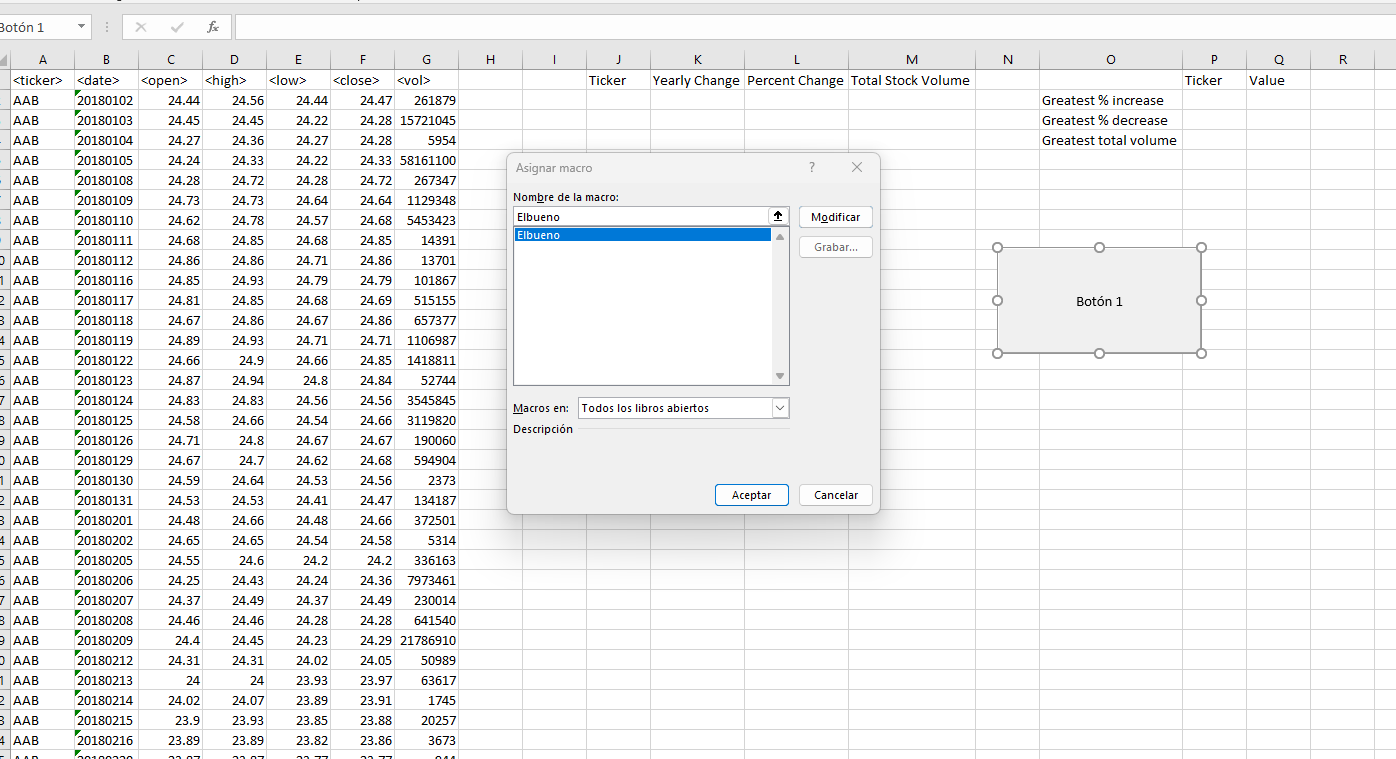 Botón 1 fx
A B C D E F G H I J K L M N O P Q R
<ticker> <date> <open> <high> <low> <close> <vol> Ticker Yearly Change Percent Change Total Stock Volume Ticker Value
AAB 20180102 24.44 24.56 24.44 24.47 261879 Greatest % increase
AAB 20180103 24.45 24.45 24.22 24.28 15721045 Greatest % decrease
AAB 20180104 24.27 24.36 24.27 24.28 5954 Greatest total volume
AAB 20180105 24.24 24.33 24.22 24.33 58161100
AAB 20180108 24.28 24.72 24.28 24.72 267347
AAB 20180109 24.73 24.73 24.64 24.64 1129348
AAB 20180110 24.62 24.78 24.57 24.68 5453423
AAB 20180111 24.68 24.85 24.68 24.85 14391
AAB 20180112 24.86 24.86 24.71 24.86 13701
AAB 20180116 24.85 24.93 24.79 24.79 101867
AAB 20180117 24.81 24.85 24.68 24.69 515155
AAB 20180118 24.67 24.86 24.67 24.86 657377
AAB 20180119 24.89 24.93 24.71 24.71 1106987
AAB 20180122 24.66 24.9 24.66 24.85 1418811
AAB 20180123 24.87 24.94 24.8 24.84 52744
AAB 20180124 24.83 24.83 24.56 24.56 3545845
AAB 20180125 24.58 24.66 24.54 24.66 3119820
AAB 20180126 24.71 24.8 24.67 24.67 190060
AAB 20180129 24.67 24.7 24.62 24.68 594904
AAB 20180130 24.59 24.64 24.53 24.56 2373
AAB 20180131 24.53 24.53 24.41 24.47 134187
AAB 20180201 24.48 24.66 24.48 24.66 372501
AAB 20180202 24.65 24.65 24.54 24.58 5314
AAB 20180205 24.55 24.6 24.2 24.2 336163
AAB 20180206 24.25 24.43 24.24 24.36 7973461
AAB 20180207 24.37 24.49 24.37 24.49 230014
AAB 20180208 24.46 24.46 24.28 24.28 641540
AAB 20180209 24.4 24.45 24.23 24.29 21786910
AAB 20180212 24.31 24.31 24.02 24.05 50989
AAB 20180213 24 24 23.93 23.97 63617
AAB 20180214 24.02 24.07 23.89 23.91 1745
AAB 20180215 23.9 23.93 23.85 23.88 20257
AAB 20180216 23.89 23.89 23.82 23.86 3673
Asignar macro ?
Nombre de la macro:
Elbueno Modificar
Elbueno
Grabar...
Macros en: Todos los libros abiertos
Descripción
Aceptar Cancelar
Botón 1